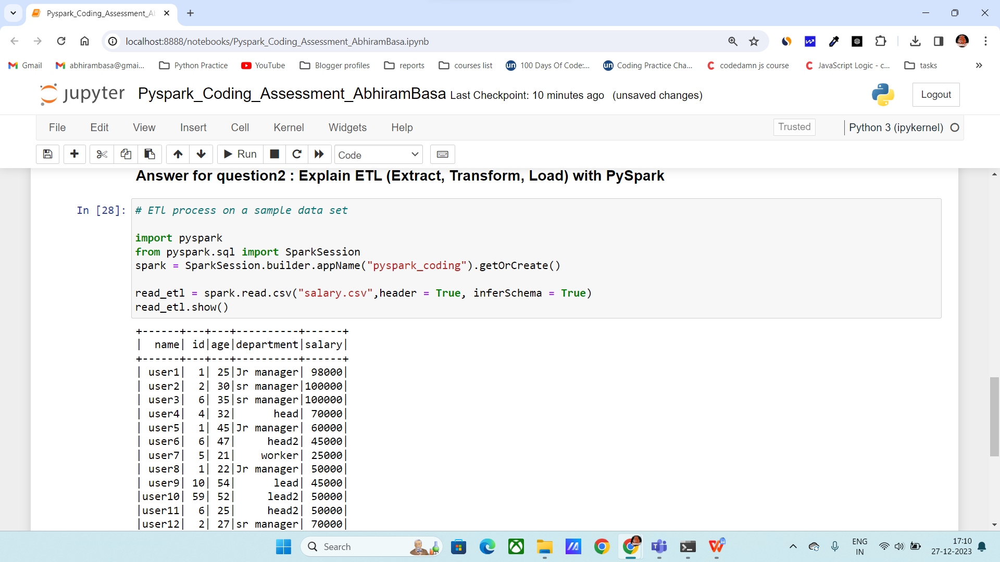 Pyspark_Coding_Assessment_Al
localhost:8888/notebooks/Pyspark_Coding_Assessment_AbhiramBasa.ipynb
Gmail abhirambasa@gmai... Python Practice YouTube Blogger profiles reports courses list 100 Days Of Code:... Coding Practice Cha... codedamn js course JavaScript Logic - c... tasks
jupyter Pyspark_Coding_Assessment_AbhiramBasa Last Checkpoint: 10 minutes ago (unsaved changes) Logout
File Edit View Insert Cell Kernel Widgets Help Trusted Python 3 (ipykernel)
Run Code
Answer for question2 : Explain ETL (Extract, Transform, Load) with PySpark
In [28]: # ETl process on a sample data set
import pyspark
from pyspark.sql import SparkSession
spark = SparkSession.builder.appName("pyspark_coding").getOrCreate()
read_etl = spark.read.csv("salary.csv",header = True, inferSchema = True)
read_etl.show()
+------+---+---+----------+------+
|  name| id|age|department|salary|
+------+---+---+----------+------+
| user1|  1| 25|Jr manager| 98000|
| user2|  2| 30|sr manager|100000|
| user3|  6| 35|sr manager|100000|
| user4|  4| 32|      head| 70000|
| user5|  1| 45|Jr manager| 60000|
| user6|  6| 47|     head2| 45000|
| user7|  5| 21|    worker| 25000|
| user8|  1| 22|Jr manager| 50000|
| user9| 10| 54|      lead| 45000|
|user10| 59| 52|     lead2| 50000|
|user11|  6| 25|     head2| 50000|
|user12|  2| 27|sr manager| 70000|
Search
ENG
IN
17:10
27-12-2023